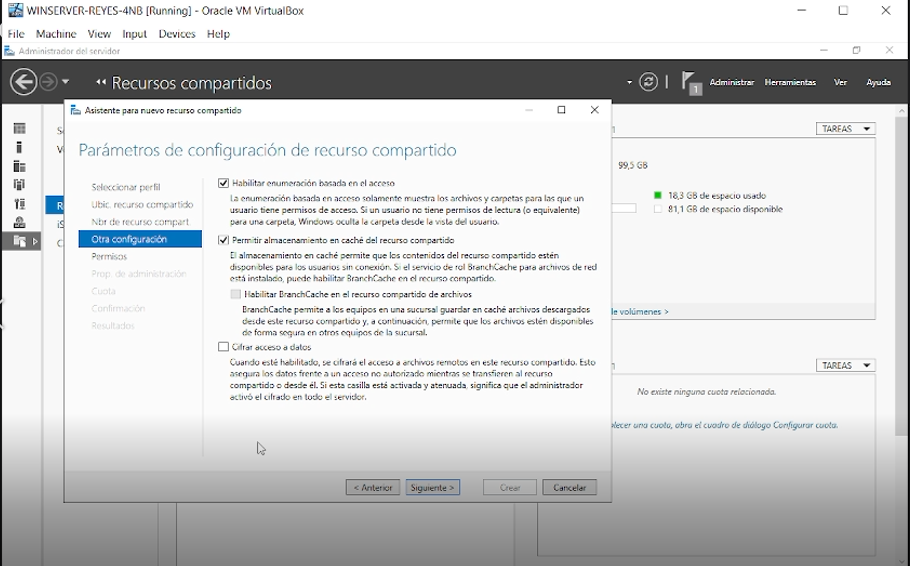 WINSERVER-REYES-4NB [Running] - Oracle VM VirtualBox
File Machine View Input Devices Help
Administrador del servidor
Recursos compartidos
1 Administrar Herramientas Ver Ayuda
Asistente para nuevo recurso compartido
Parámetros de configuración de recurso compartido
Seleccionar perfil
Ubic. recurso compartido
Nbr de recurso compart
Otra configuración
Permisos
Prop. de administración
Cuota
Confirmación
Resultados
Habilitar enumeración basada en el acceso
La enumeración basada en acceso solamente muestra los archivos y carpetas para las que un
usuario tiene permisos de acceso. Si un usuario no tiene permisos de lectura (o equivalente)
para una carpeta, Windows oculta la carpeta desde la vista del usuario.
Permitir almacenamiento en caché del recurso compartido
El almacenamiento en caché permite que los contenidos del recurso compartido estén
disponibles para los usuarios sin conexión. Si el servicio de rol BranchCache para archivos de red
está instalado, puede habilitar BranchCache en el recurso compartido.
Habilitar BranchCache en el recurso compartido de archivos
BranchCache permite a los equipos en una sucursal guardar en caché archivos descargados
desde este recurso compartido y, a continuación, permite que los archivos estén disponibles
de forma segura en otros equipos de la sucursal.
Cifrar acceso a datos
Cuando esté habilitado, se cifrará el acceso a archivos remotos en este recurso compartido. Esto
asegura los datos frente a un acceso no autorizado mientras se transfieren al recurso
compartido o desde él. Si esta casilla está activada y atenuada, significa que el administrador
activó el cifrado en todo el servidor.
< Anterior Siguiente > Crear Cancelar
TAREAS
99,5 GB
18,3 GB de espacio usado
81,1 GB de espacio disponible
de volúmenes >
TAREAS
No existe ninguna cuota relacionada.
una cuota, abra el cuadro de diálogo Configurar cuota.